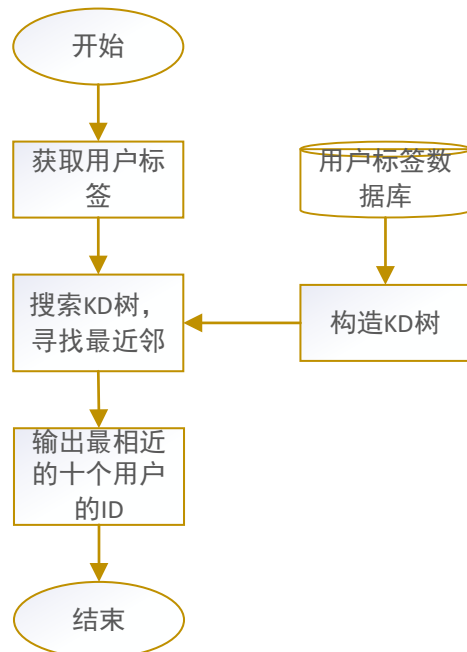 开始
获取用户标
签
用户标签数
据库
搜索KD树，
寻找最近邻
构造KD树
输出最相近
的十个用户
的ID
结束